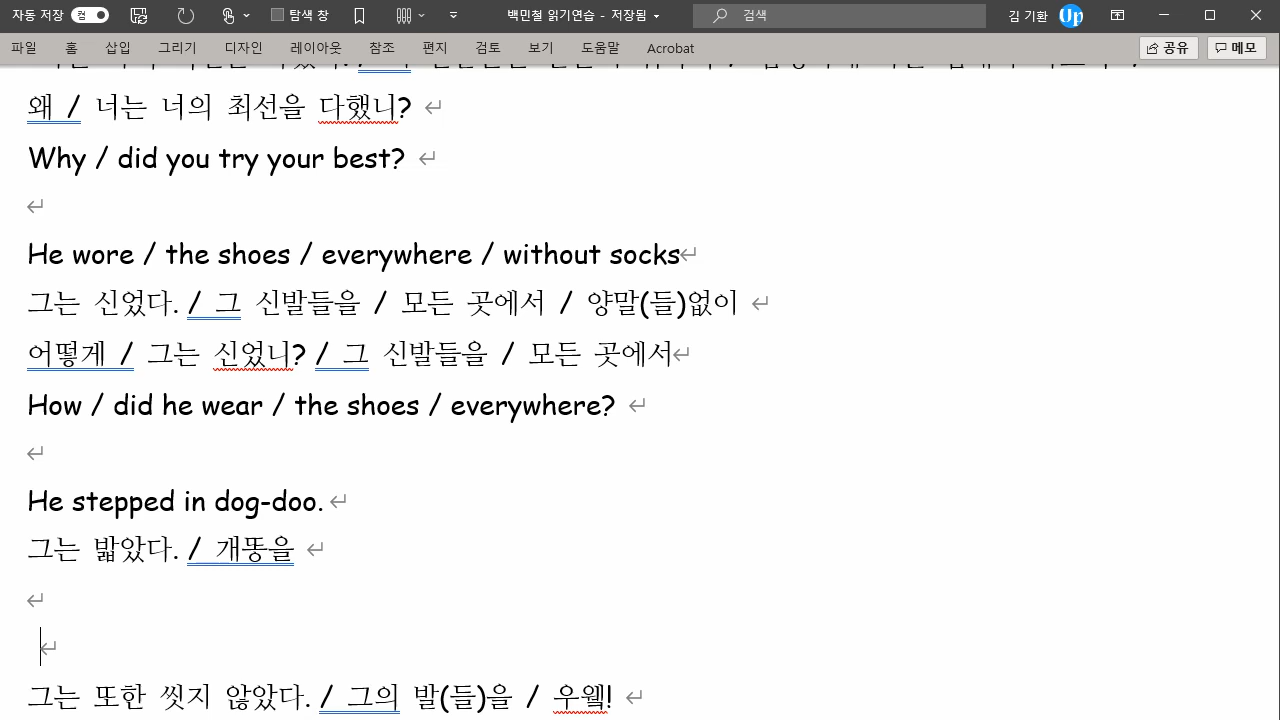 자동 저장 컴 탐색 창 백민철 읽기연습 - 저장됨 검색 김 기환 Up
파일 홈 삽입 그리기 디자인 레이아웃 참조 편지 검토 보기 도움말 Acrobat 공유 메모
왜 / 너는 너의 최선을 다했니?
Why / did you try your best?
He wore / the shoes / everywhere / without socks
그는 신었다. / 그 신발들을 / 모든 곳에서 / 양말(들)없이
어떻게 / 그는 신었니? / 그 신발들을 / 모든 곳에서
How / did he wear / the shoes / everywhere?
He stepped in dog-doo.
그는 밟았다. / 개똥을
그는 또한 씻지 않았다. / 그의 발(들)을 / 우웩!